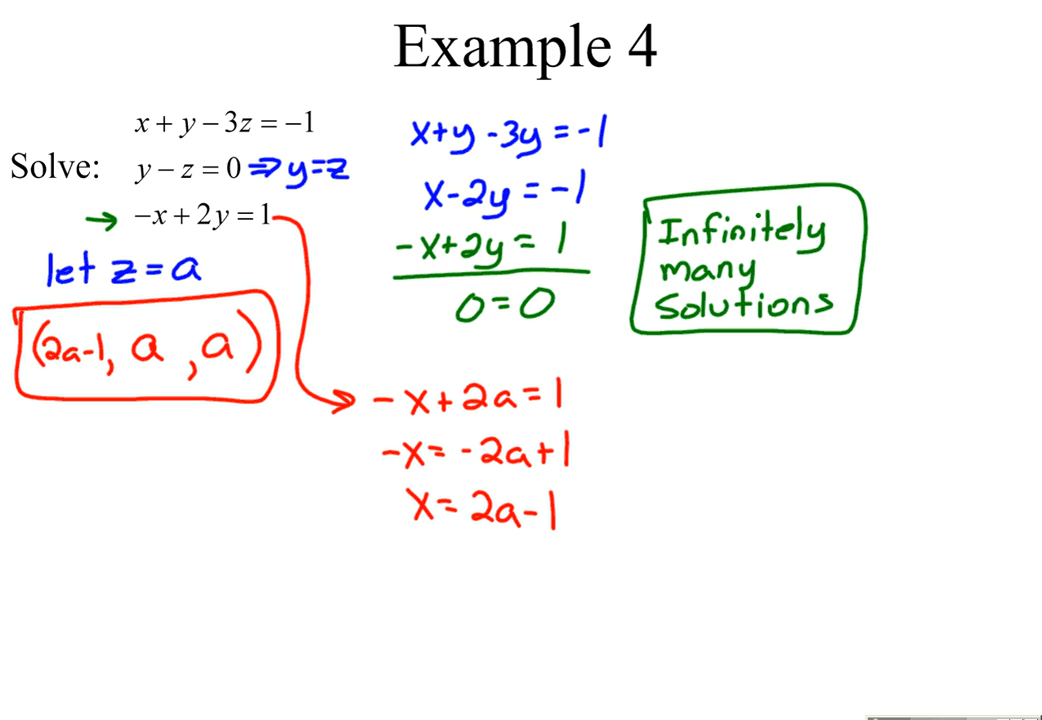 Example 4
Solve:
x + y − 3z = −1
y − z = 0 ⇒ y=z
→ −x + 2y = 1
let z = a
(2a-1, a, a)
x+y-3y = -1
x-2y = -1
-x+2y = 1
0=0
Infinitely
many
Solutions
-x+2a=1
-x= -2a+1
x= 2a-1